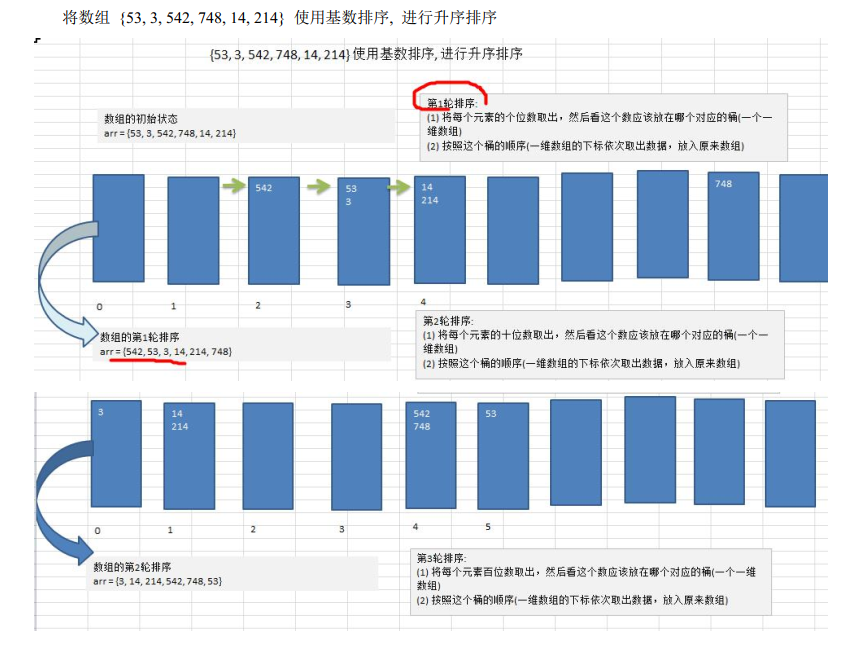 将数组 {53, 3, 542, 748, 14, 214} 使用基数排序, 进行升序排序
{53, 3, 542, 748, 14, 214} 使用基数排序, 进行升序排序
数组的初始状态
arr = {53, 3, 542, 748, 14, 214}
第1轮排序:
(1) 将每个元素的个位数取出，然后看这个数应该放在哪个对应的桶(一个一
维数组)
(2) 按照这个桶的顺序(一维数组的下标依次取出数据，放入原来数组)
542
53
3
14
214
748
0
1
2
3
4
数组的第1轮排序
arr = {542, 53, 3, 14, 214, 748}
第2轮排序:
(1) 将每个元素的十位数取出，然后看这个数应该放在哪个对应的桶(一个一
维数组)
(2) 按照这个桶的顺序(一维数组的下标依次取出数据，放入原来数组)
3
14
214
542
748
53
0
1
2
3
4
5
数组的第2轮排序
arr = {3, 14, 214, 542, 748, 53}
第3轮排序:
(1) 将每个元素百位数取出，然后看这个数应该放在哪个对应的桶(一个一维
数组)
(2) 按照这个桶的顺序(一维数组的下标依次取出数据，放入原来数组)